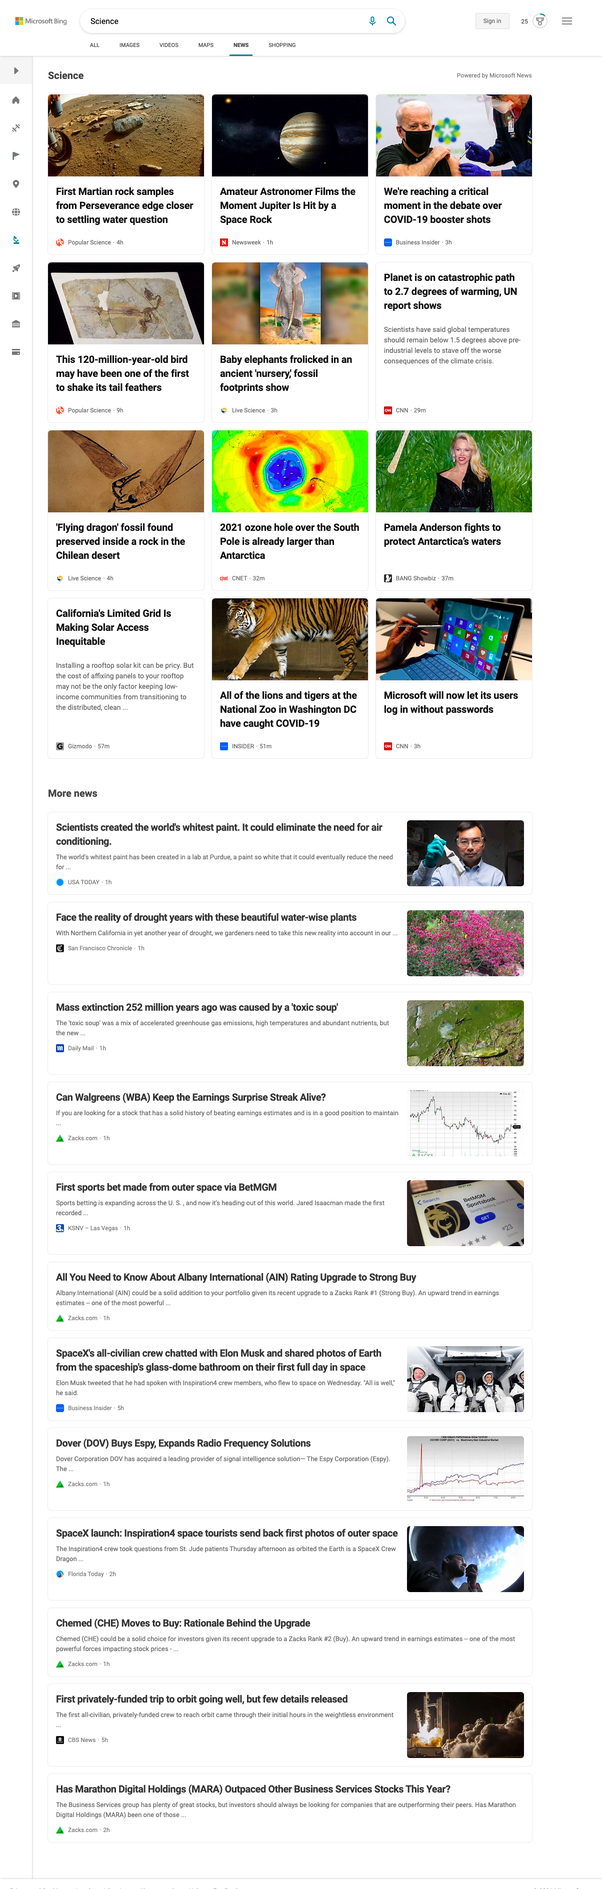 Microsoft Bing
Science
Sign in
25
ALL
IMAGES
VIDEOS
MAPS
NEWS
SHOPPING
Science
Powered by Microsoft News
First Martian rock samples
from Perseverance edge closer
to settling water question
Popular Science · 4h
Amateur Astronomer Films the
Moment Jupiter Is Hit by a
Space Rock
Newsweek · 1h
We're reaching a critical
moment in the debate over
COVID-19 booster shots
Business Insider · 3h
This 120-million-year-old bird
may have been one of the first
to shake its tail feathers
Popular Science · 9h
Baby elephants frolicked in an
ancient 'nursery,' fossil
footprints show
Live Science · 3h
Planet is on catastrophic path
to 2.7 degrees of warming, UN
report shows
Scientists have said global temperatures
should remain below 1.5 degrees above pre-
industrial levels to stave off the worse
consequences of the climate crisis.
CNN · 29m
'Flying dragon' fossil found
preserved inside a rock in the
Chilean desert
Live Science · 4h
2021 ozone hole over the South
Pole is already larger than
Antarctica
CNET · 32m
Pamela Anderson fights to
protect Antarctica's waters
BANG Showbiz · 37m
California's Limited Grid Is
Making Solar Access
Inequitable
Installing a rooftop solar kit can be pricy. But
the cost of affixing panels to your rooftop
may not be the only factor keeping low-
income communities from transitioning to
the distributed, clean ...
Gizmodo · 57m
All of the lions and tigers at the
National Zoo in Washington DC
have caught COVID-19
INSIDER · 51m
Microsoft will now let its users
log in without passwords
CNN · 3h
More news
Scientists created the world's whitest paint. It could eliminate the need for air
conditioning.
The world's whitest paint has been created in a lab at Purdue, a paint so white that it could eventually reduce the need
for ...
USA TODAY · 1h
Face the reality of drought years with these beautiful water-wise plants
With Northern California in yet another year of drought, we gardeners need to take this new reality into account in our ...
San Francisco Chronicle · 1h
Mass extinction 252 million years ago was caused by a 'toxic soup'
The 'toxic soup' was a mix of accelerated greenhouse gas emissions, high temperatures and abundant nutrients, but
the new ...
Daily Mail · 1h
Can Walgreens (WBA) Keep the Earnings Surprise Streak Alive?
If you are looking for a stock that has a solid history of beating earnings estimates and is in a good position to maintain
...
Zacks.com · 1h
First sports bet made from outer space via BetMGM
Sports betting is expanding across the U. S. , and now it's heading out of this world. Jared Isaacman made the first
recorded ...
KSNV – Las Vegas · 1h
Search
BetMGM
Sportsbook
GET
#23
All You Need to Know About Albany International (AIN) Rating Upgrade to Strong Buy
Albany International (AIN) could be a solid addition to your portfolio given its recent upgrade to a Zacks Rank #1 (Strong Buy). An upward trend in earnings
estimates – one of the most powerful ...
Zacks.com · 1h
SpaceX's all-civilian crew chatted with Elon Musk and shared photos of Earth
from the spaceship's glass-dome bathroom on their first full day in space
Elon Musk tweeted that he had spoken with Inspiration4 crew members, who flew to space on Wednesday. "All is well,"
he said.
Business Insider · 5h
Dover (DOV) Buys Espy, Expands Radio Frequency Solutions
Dover Corporation DOV has acquired a leading provider of signal intelligence solution— The Espy Corporation (Espy).
The ...
Zacks.com · 1h
SpaceX launch: Inspiration4 space tourists send back first photos of outer space
The Inspiration4 crew took questions from St. Jude patients Thursday afternoon as orbited the Earth is a SpaceX Crew
Dragon ...
Florida Today · 2h
Chemed (CHE) Moves to Buy: Rationale Behind the Upgrade
Chemed (CHE) could be a solid choice for investors given its recent upgrade to a Zacks Rank #2 (Buy). An upward trend in earnings estimates – one of the most
powerful forces impacting stock prices - ...
Zacks.com · 1h
First privately-funded trip to orbit going well, but few details released
The first all-civilian, privately-funded crew to reach orbit came through their initial hours in the weightless environment
...
CBS News · 5h
Has Marathon Digital Holdings (MARA) Outpaced Other Business Services Stocks This Year?
The Business Services group has plenty of great stocks, but investors should always be looking for companies that are outperforming their peers. Has Marathon
Digital Holdings (MARA) been one of those ...
Zacks.com · 2h